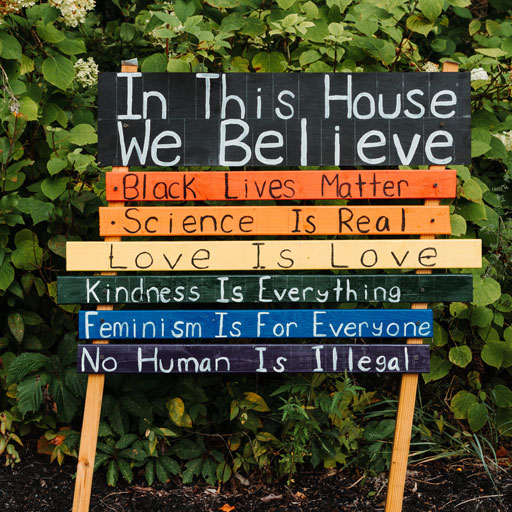 In This House
We Believe
Black Lives Matter
Science Is Real
Love Is Love
Kindness Is Everything
Feminism Is For Everyone
No Human Is Illegal